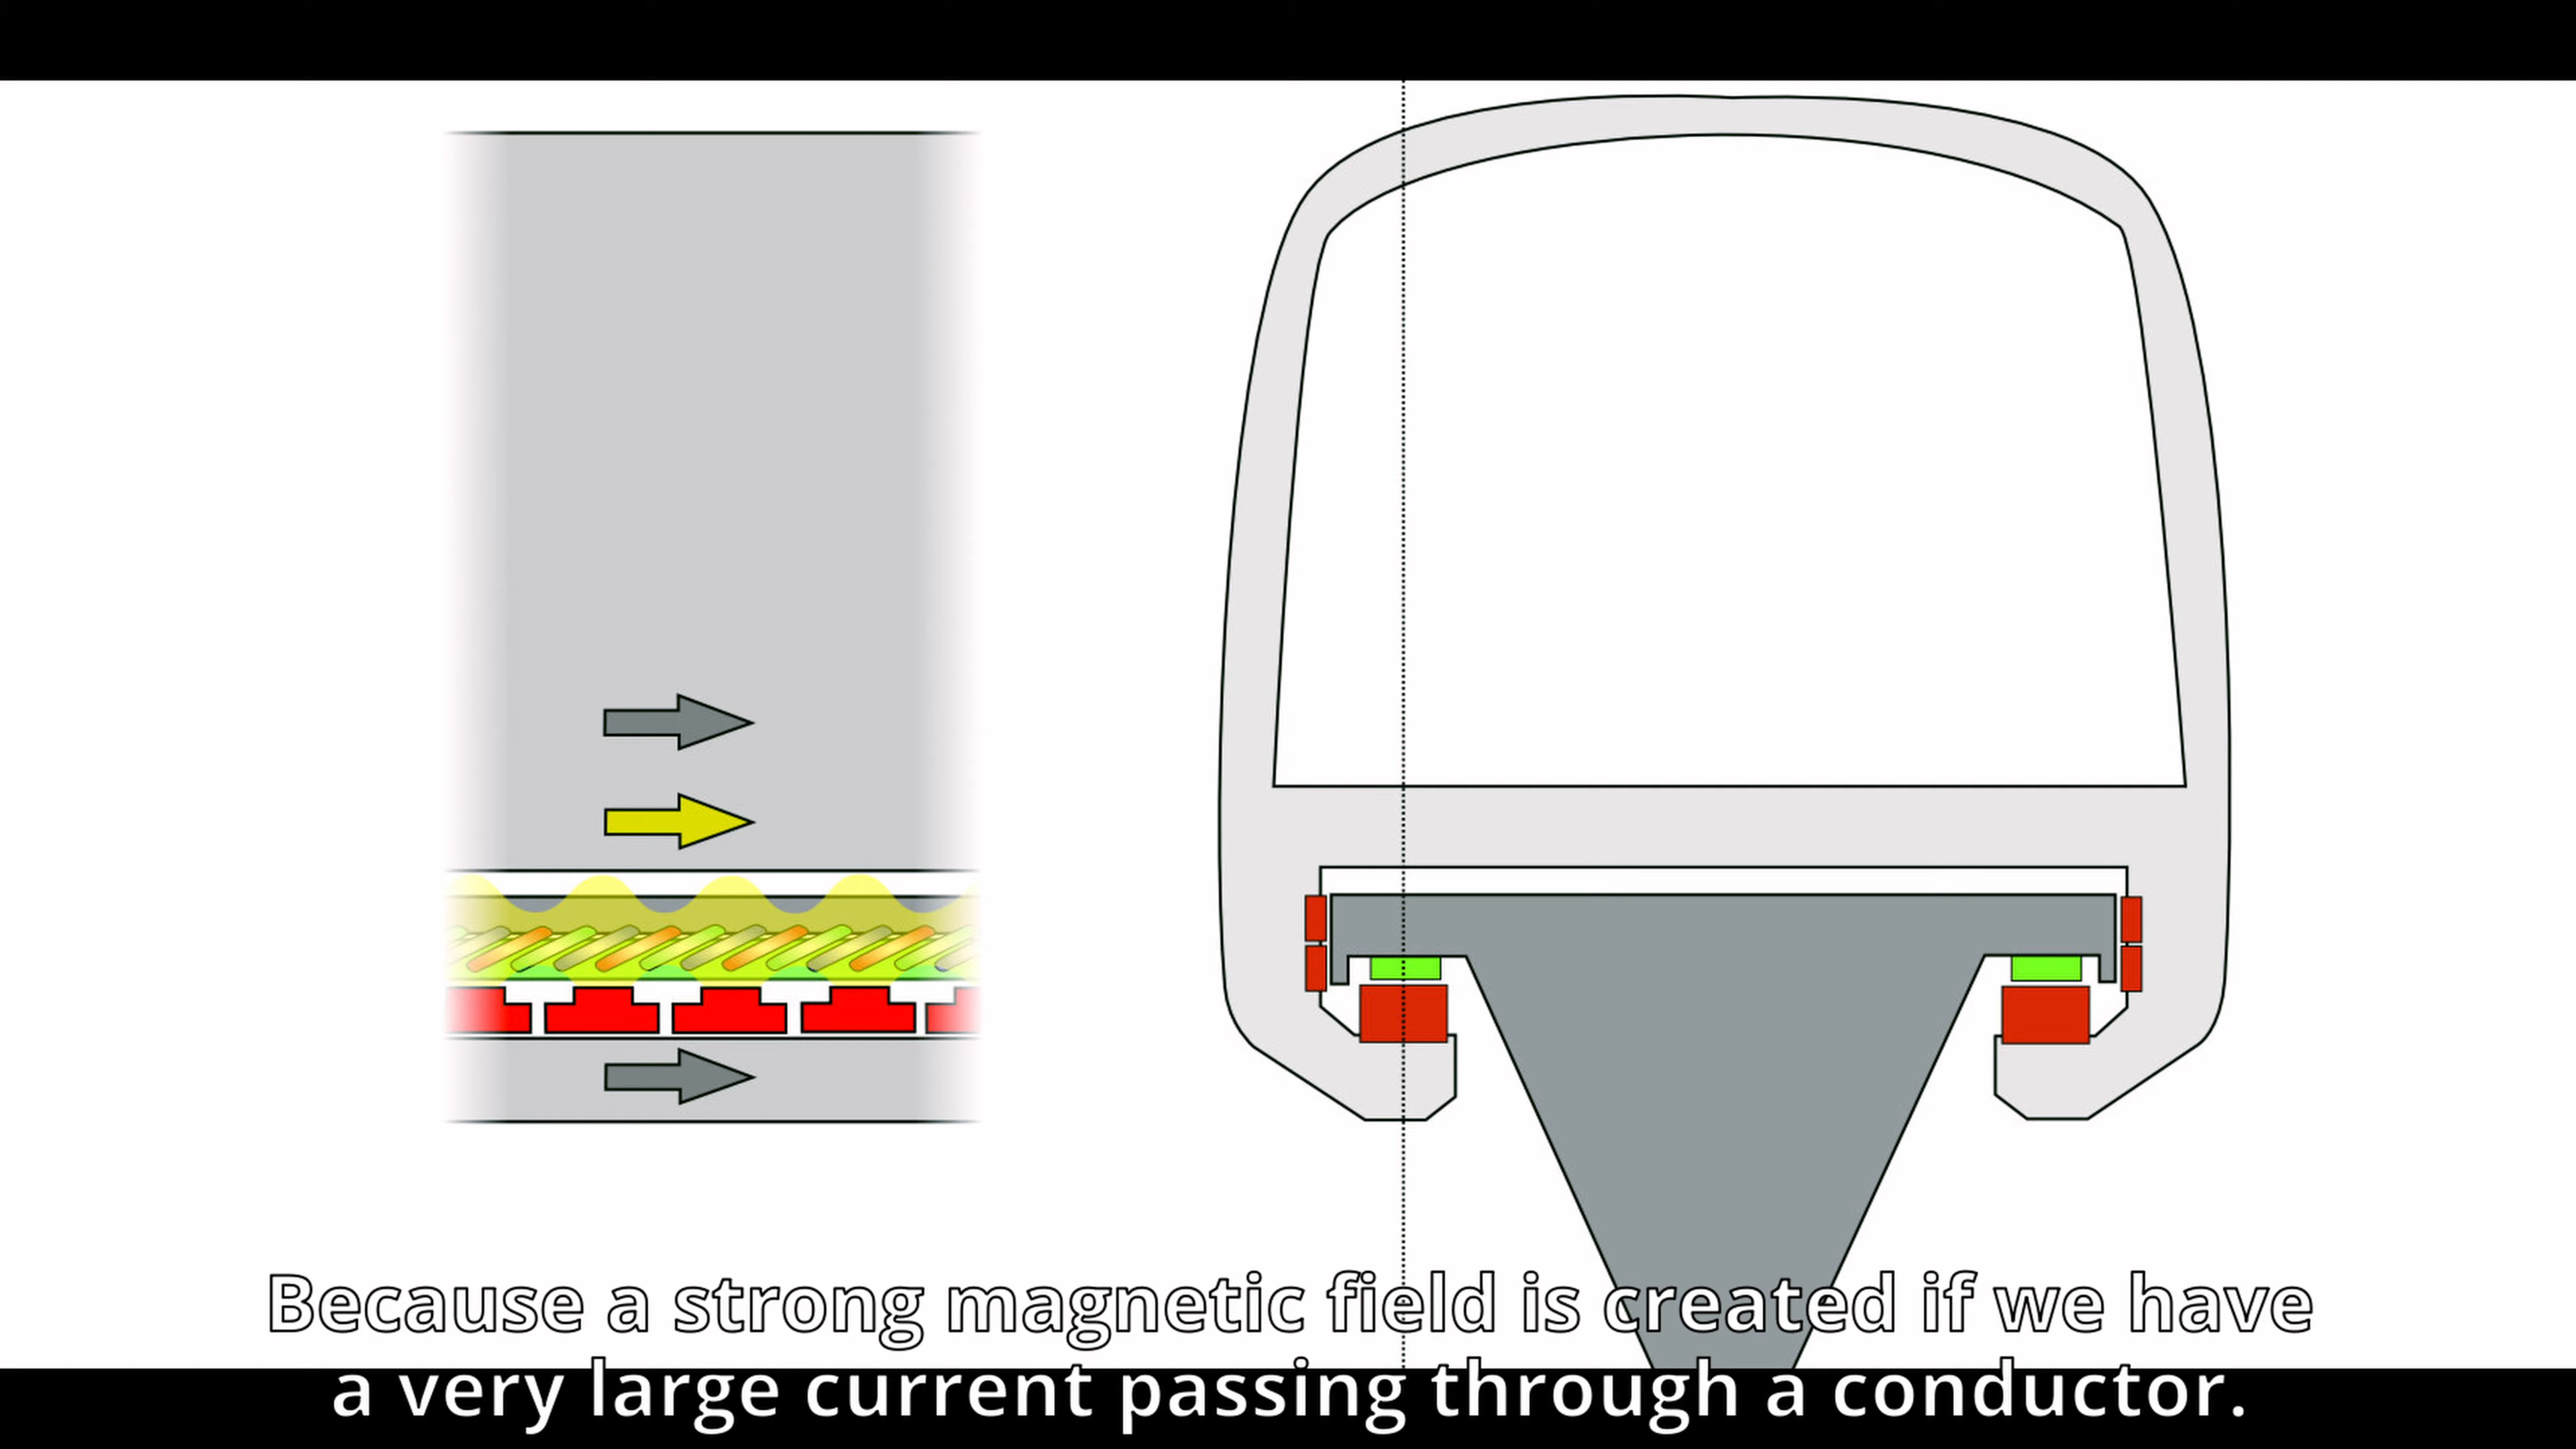 Because a strong magnetic field is created if we have
a very large current passing through a conductor.